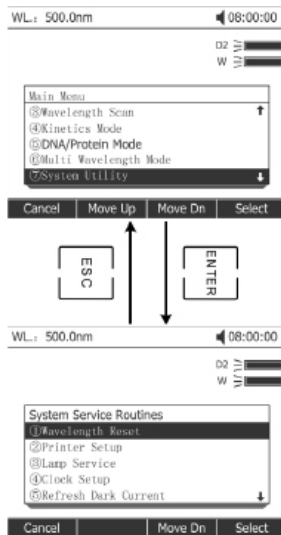 WL.: 500.0nm 08:00:00
D2
W
Main Menu
③Wavelength Scan
④Kinetics Mode
⑤DNA/Protein Mode
⑥Multi Wavelength Mode
⑦System Utility
Cancel Move Up Move Dn Select
ESC ENTER
WL.: 500.0nm 08:00:00
D2
W
System Service Routines
①Wavelength Reset
②Printer Setup
③Lamp Service
④Clock Setup
⑤Refresh Dark Current
Cancel Move Dn Select